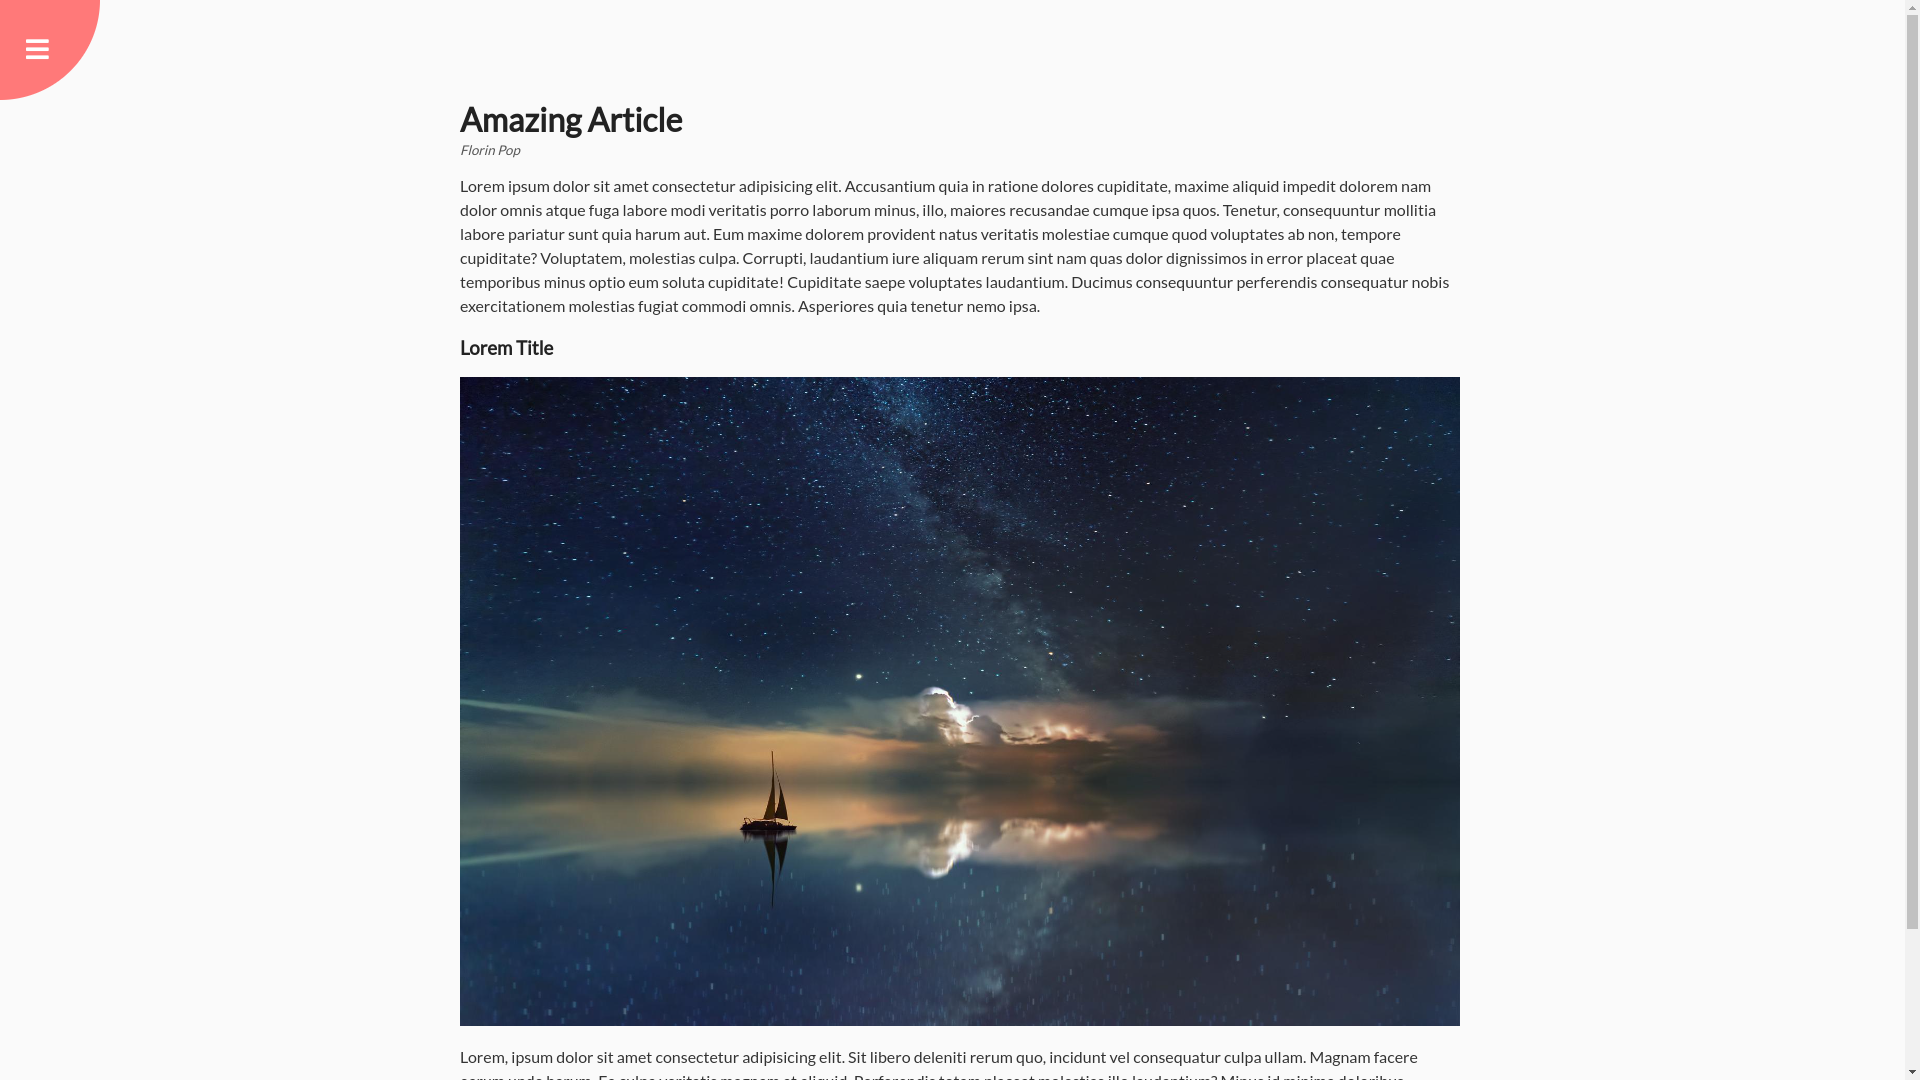 Amazing Article
Florin Pop
Lorem ipsum dolor sit amet consectetur adipisicing elit. Accusantium quia in ratione dolores cupiditate, maxime aliquid impedit dolorem nam
dolor omnis atque fuga labore modi veritatis porro laborum minus, illo, maiores recusandae cumque ipsa quos. Tenetur, consequuntur mollitia
labore pariatur sunt quia harum aut. Eum maxime dolorem provident natus veritatis molestiae cumque quod voluptates ab non, tempore
cupiditate? Voluptatem, molestias culpa. Corrupti, laudantium iure aliquam rerum sint nam quas dolor dignissimos in error placeat quae
temporibus minus optio eum soluta cupiditate! Cupiditate saepe voluptates laudantium. Ducimus consequuntur perferendis consequatur nobis
exercitationem molestias fugiat commodi omnis. Asperiores quia tenetur nemo ipsa.
Lorem Title
Lorem, ipsum dolor sit amet consectetur adipisicing elit. Sit libero deleniti rerum quo, incidunt vel consequatur culpa ullam. Magnam facere